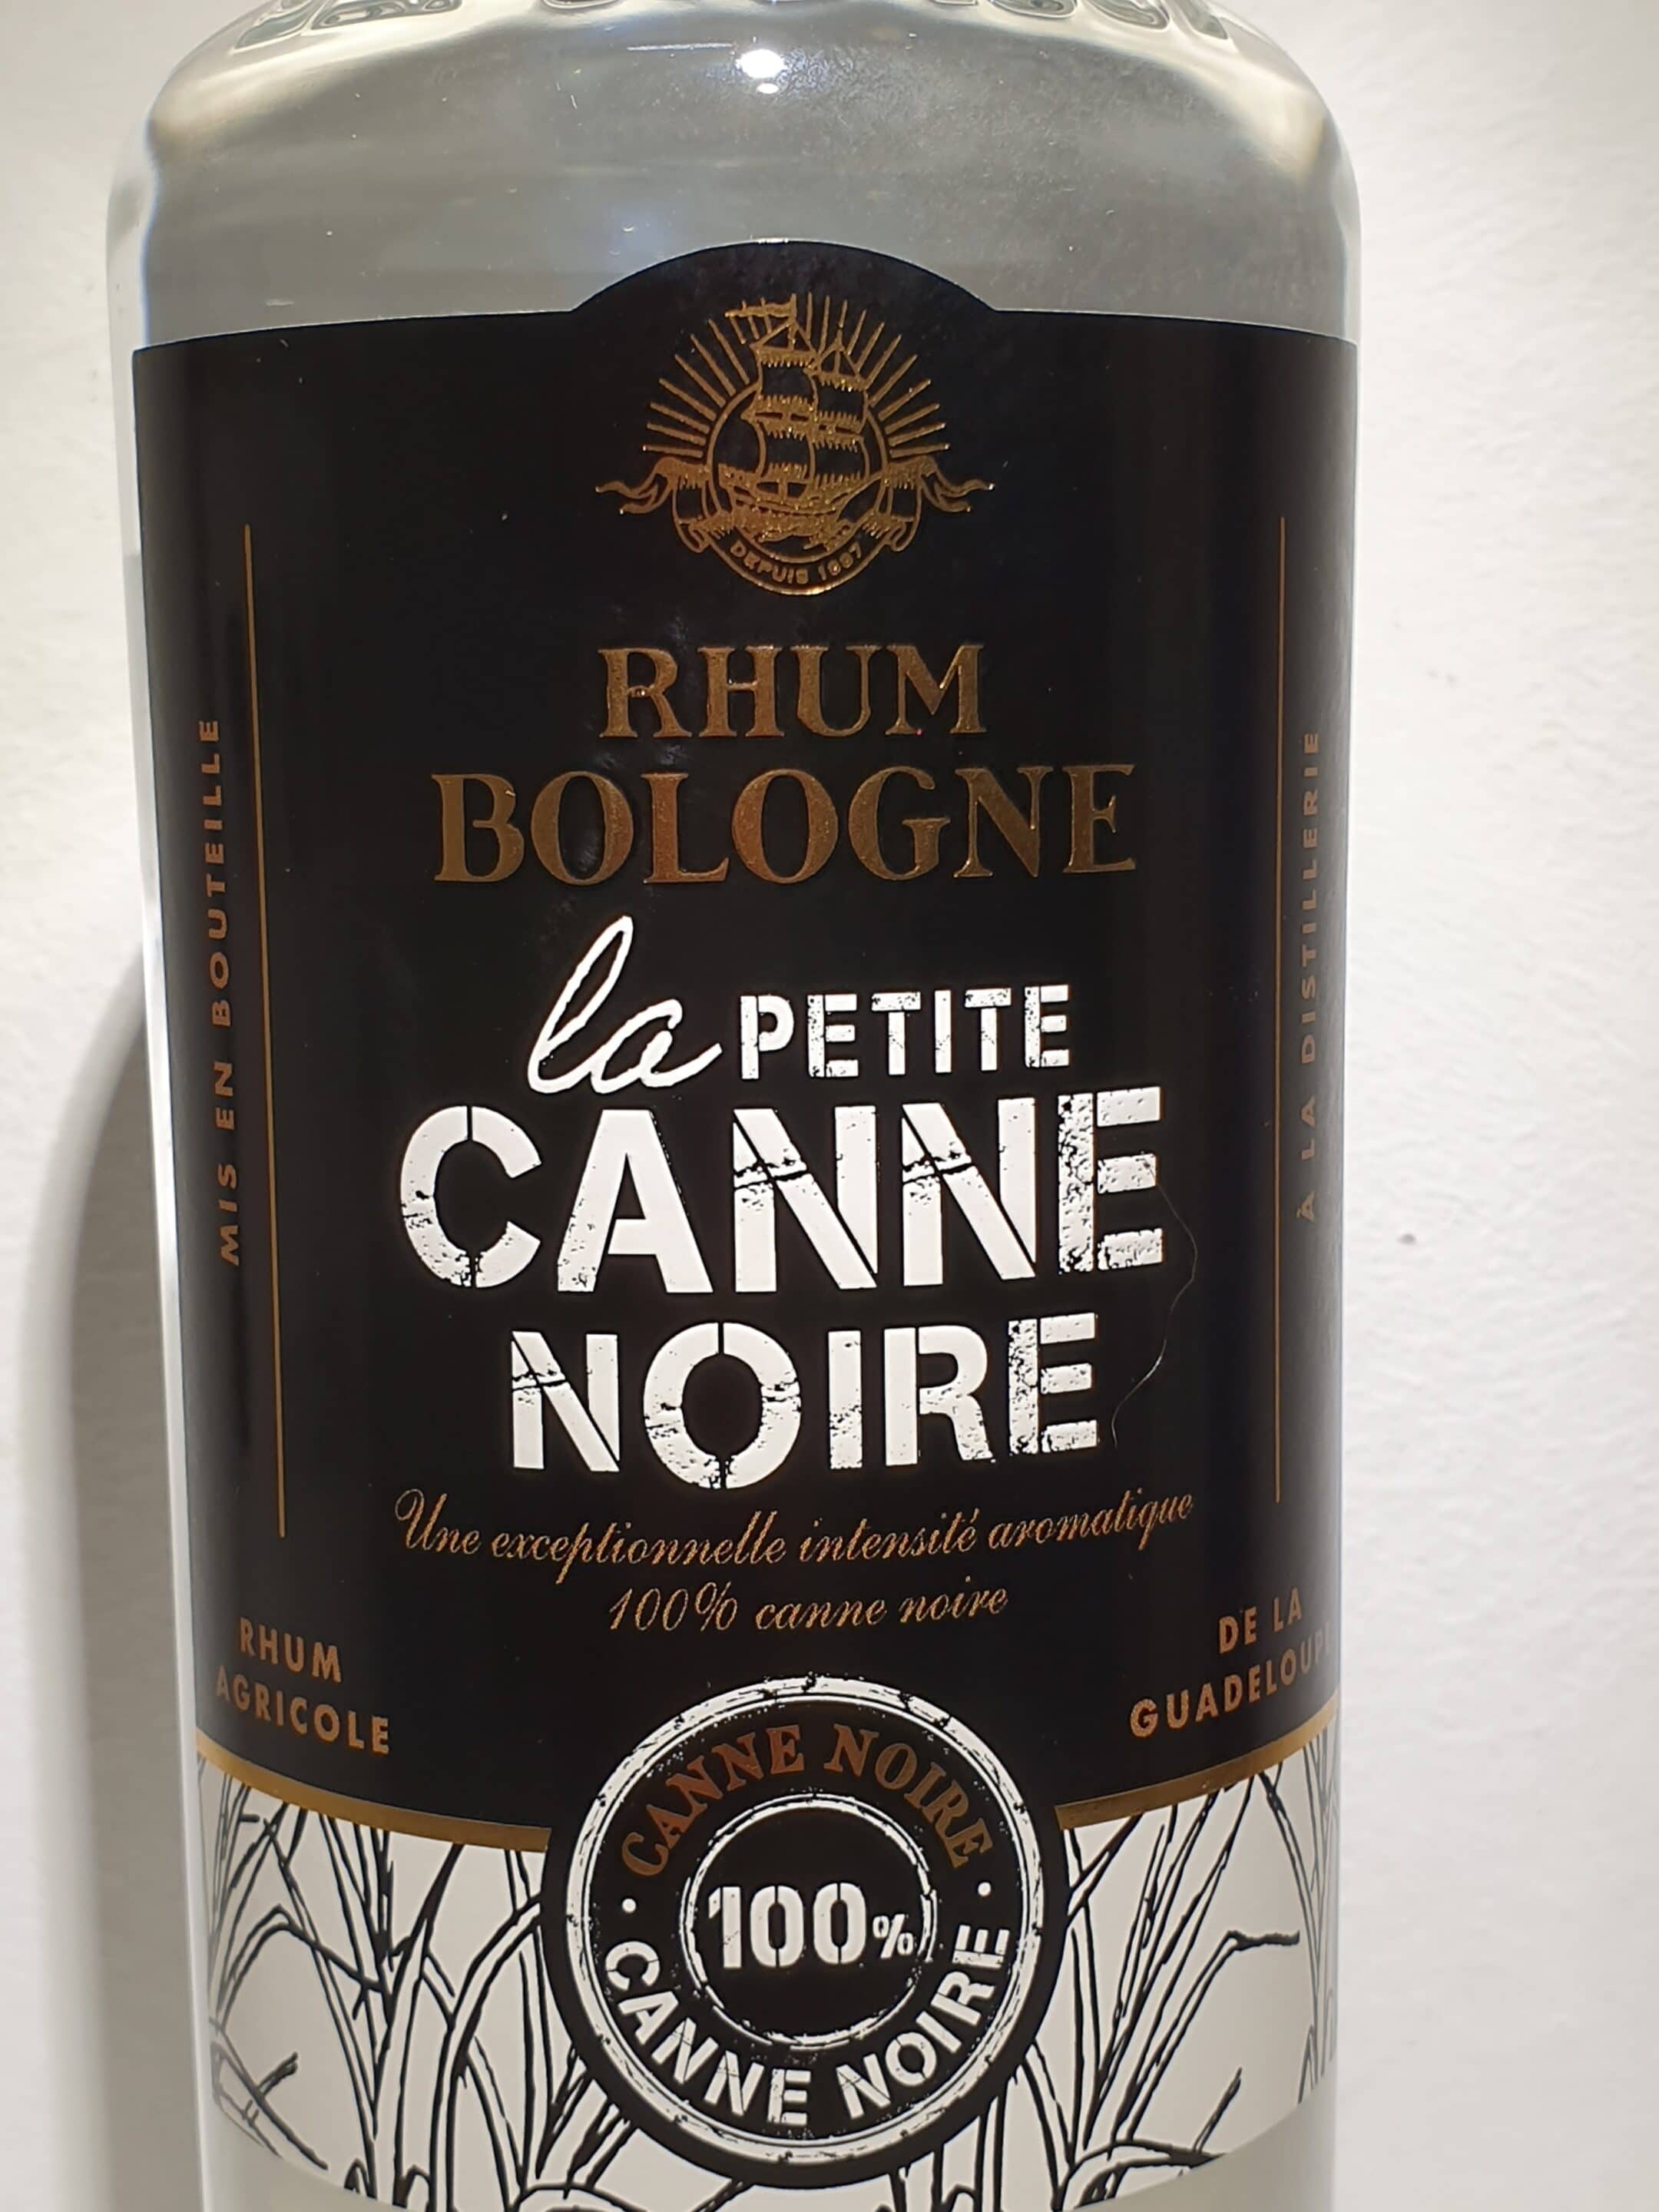 DEPUIS 1887
RHUM
BOLOGNE
la PETITE
CANNE
NOIRE
Une exceptionnelle intensité aromatique
100% canne noire
MIS EN BOUTEILLE
À LA DISTILLERIE
RHUM
AGRICOLE
DE LA
GUADELOUPE
CANNE NOIRE
100%
CANNE NOIRE